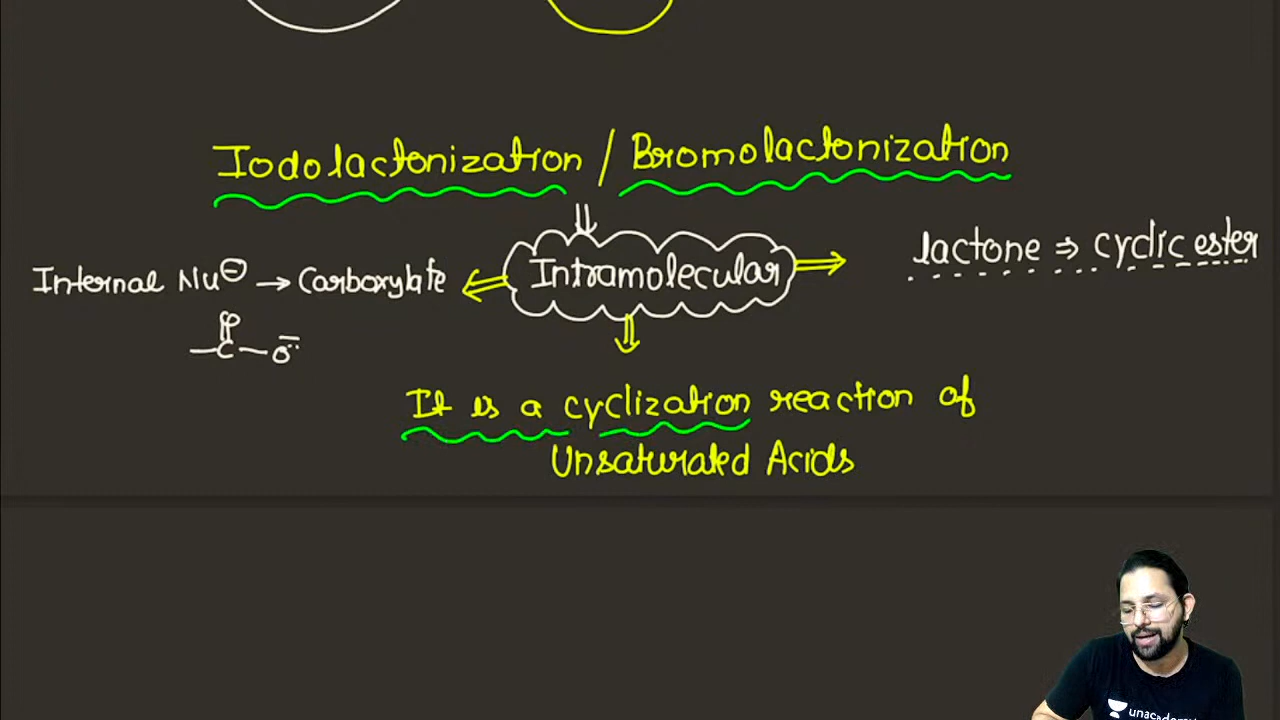 Iodolactonization / Bromolactonization
lactone ⇒ cyclic ester
Internal Nu⊖ → Carboxylate
Intramolecular
O
-C-O
It is a cyclization reaction of
Unsaturated Acids